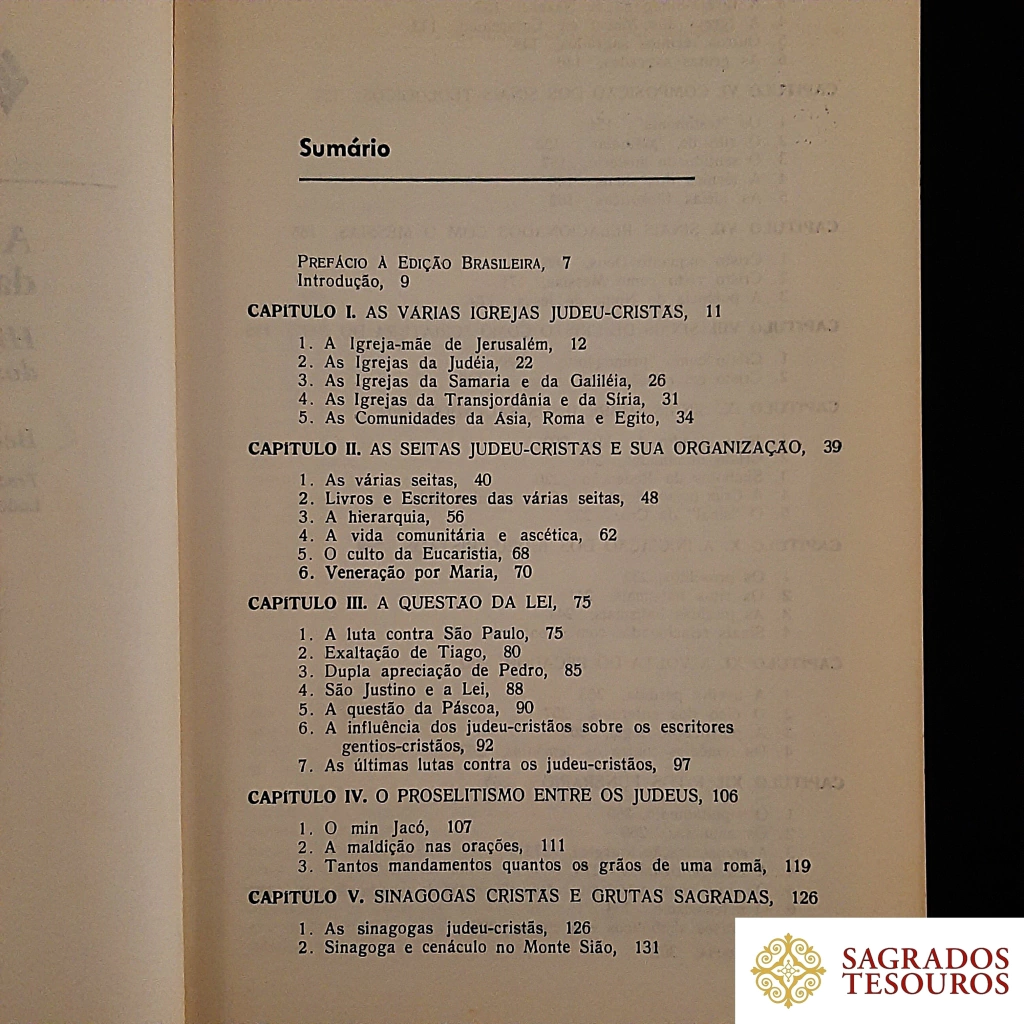 Sumário
PREFÁCIO À EDIÇÃO BRASILEIRA, 7
Introdução, 9
CAPÍTULO I. AS VÁRIAS IGREJAS JUDEU-CRISTÃS, 11
1. A Igreja-mãe de Jerusalém, 12
2. As Igrejas da Judéia, 22
3. As Igrejas da Samaria e da Galiléia, 26
4. As Igrejas da Transjordânia e da Síria, 31
5. As Comunidades da Ásia, Roma e Egito, 34
CAPÍTULO II. AS SEITAS JUDEU-CRISTÃS E SUA ORGANIZAÇÃO, 39
1. As várias seitas, 40
2. Livros e Escritores das várias seitas, 48
3. A hierarquia, 56
4. A vida comunitária e ascética, 62
5. O culto da Eucaristia, 68
6. Veneração por Maria, 70
CAPÍTULO III. A QUESTÃO DA LEI, 75
1. A luta contra São Paulo, 75
2. Exaltação de Tiago, 80
3. Dupla apreciação de Pedro, 85
4. São Justino e a Lei, 88
5. A questão da Páscoa, 90
6. A influência dos judeu-cristãos sobre os escritores
gentios-cristãos, 92
7. As últimas lutas contra os judeu-cristãos, 97
CAPÍTULO IV. O PROSELITISMO ENTRE OS JUDEUS, 106
1. O min Jacó, 107
2. A maldição nas orações, 111
3. Tantos mandamentos quantos os grãos de uma romã, 119
CAPÍTULO V. SINAGOGAS CRISTÃS E GRUTAS SAGRADAS, 126
1. As sinagogas judeu-cristãs, 126
2. Sinagoga e cenáculo no Monte Sião, 131
SAGRADOS
TESOUROS